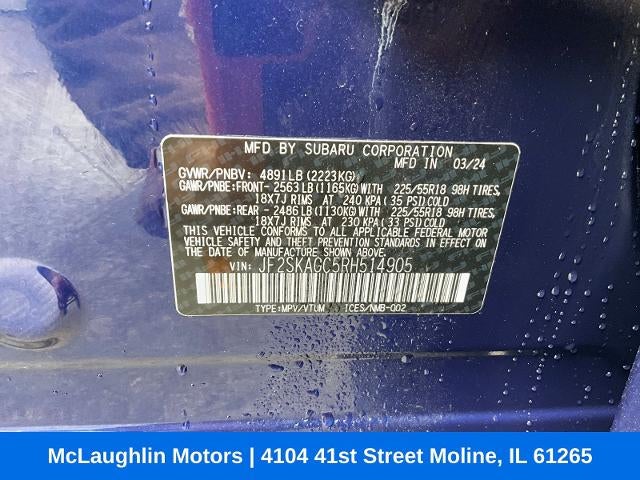 MFD BY SUBARU CORPORATION
MFD IN 03/24
GVWR/PNBV: 4891LB(2223KG)
GAWR/PNBE:FRONT- 2563LB(1165KG)WITH 225/55R18 98H TIRES,
18X7J RIMS AT 240 KPA(35 PSI)COLD
GAWR/PNBE:REAR - 2486LB(1130KG)WITH 225/55R18 98H TIRES,
18X7J RIMS AT 230 KPA(33 PSI)COLD
THIS VEHICLE CONFORMS TO ALL APPLICABLE FEDERAL MOTOR
VEHICLE SAFETY AND THEFT PREVENTION STANDARDS IN EFFECT ON
THE DATE OF MANUFACTURE SHOWN ABOVE.
VIN: JF2SKAGC5RH514905
TYPE:MPV/VTUM ICES/NMB-002
McLaughlin Motors | 4104 41st Street Moline, IL 61265